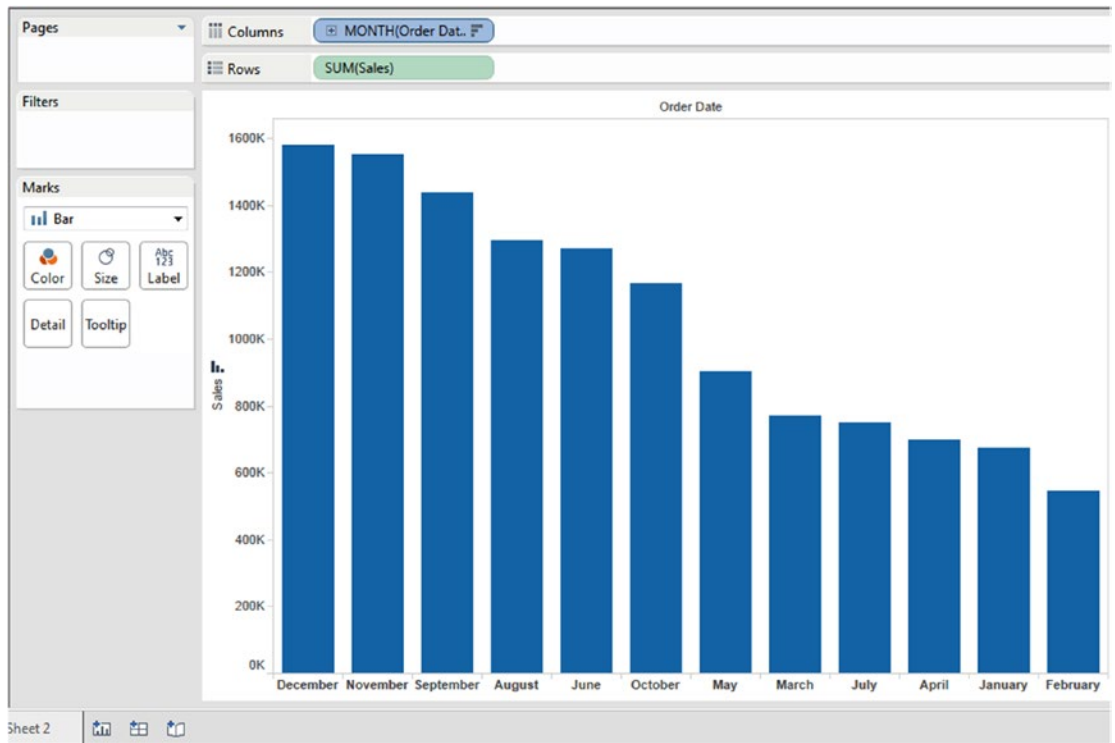 Pages
Columns
MONTH(Order Dat..
Rows
SUM(Sales)
Filters
Marks
Bar
Color
Size
Abc
123
Label
Detail
Tooltip
Order Date
1600K
1400K
1200K
1000K
800K
600K
400K
200K
0K
Sales
December November September August June October May March July April January February
Sheet 2